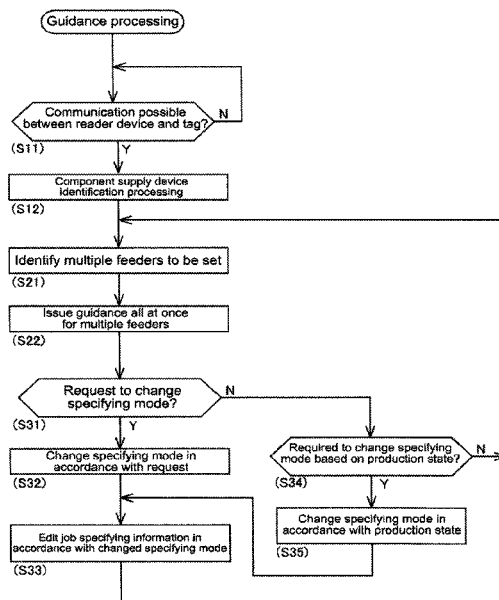 Guidance processing
Communication possible
between reader device and tag?
N
(S11)
Y
Component supply device
identification processing
(S12)
Identify multiple feeders to be set
(S21)
Issue guidance all at once
for multiple feeders
(S22)
Request to change
specifying mode?
N
(S31)
Y
Change specifying mode in
accordance with request
(S32)
Required to change specifying
mode based on production state?
N
(S34)
Y
Change specifying mode in
accordance with production state
(S35)
Edit job specifying information in
accordance with changed specifying mode
(S33)